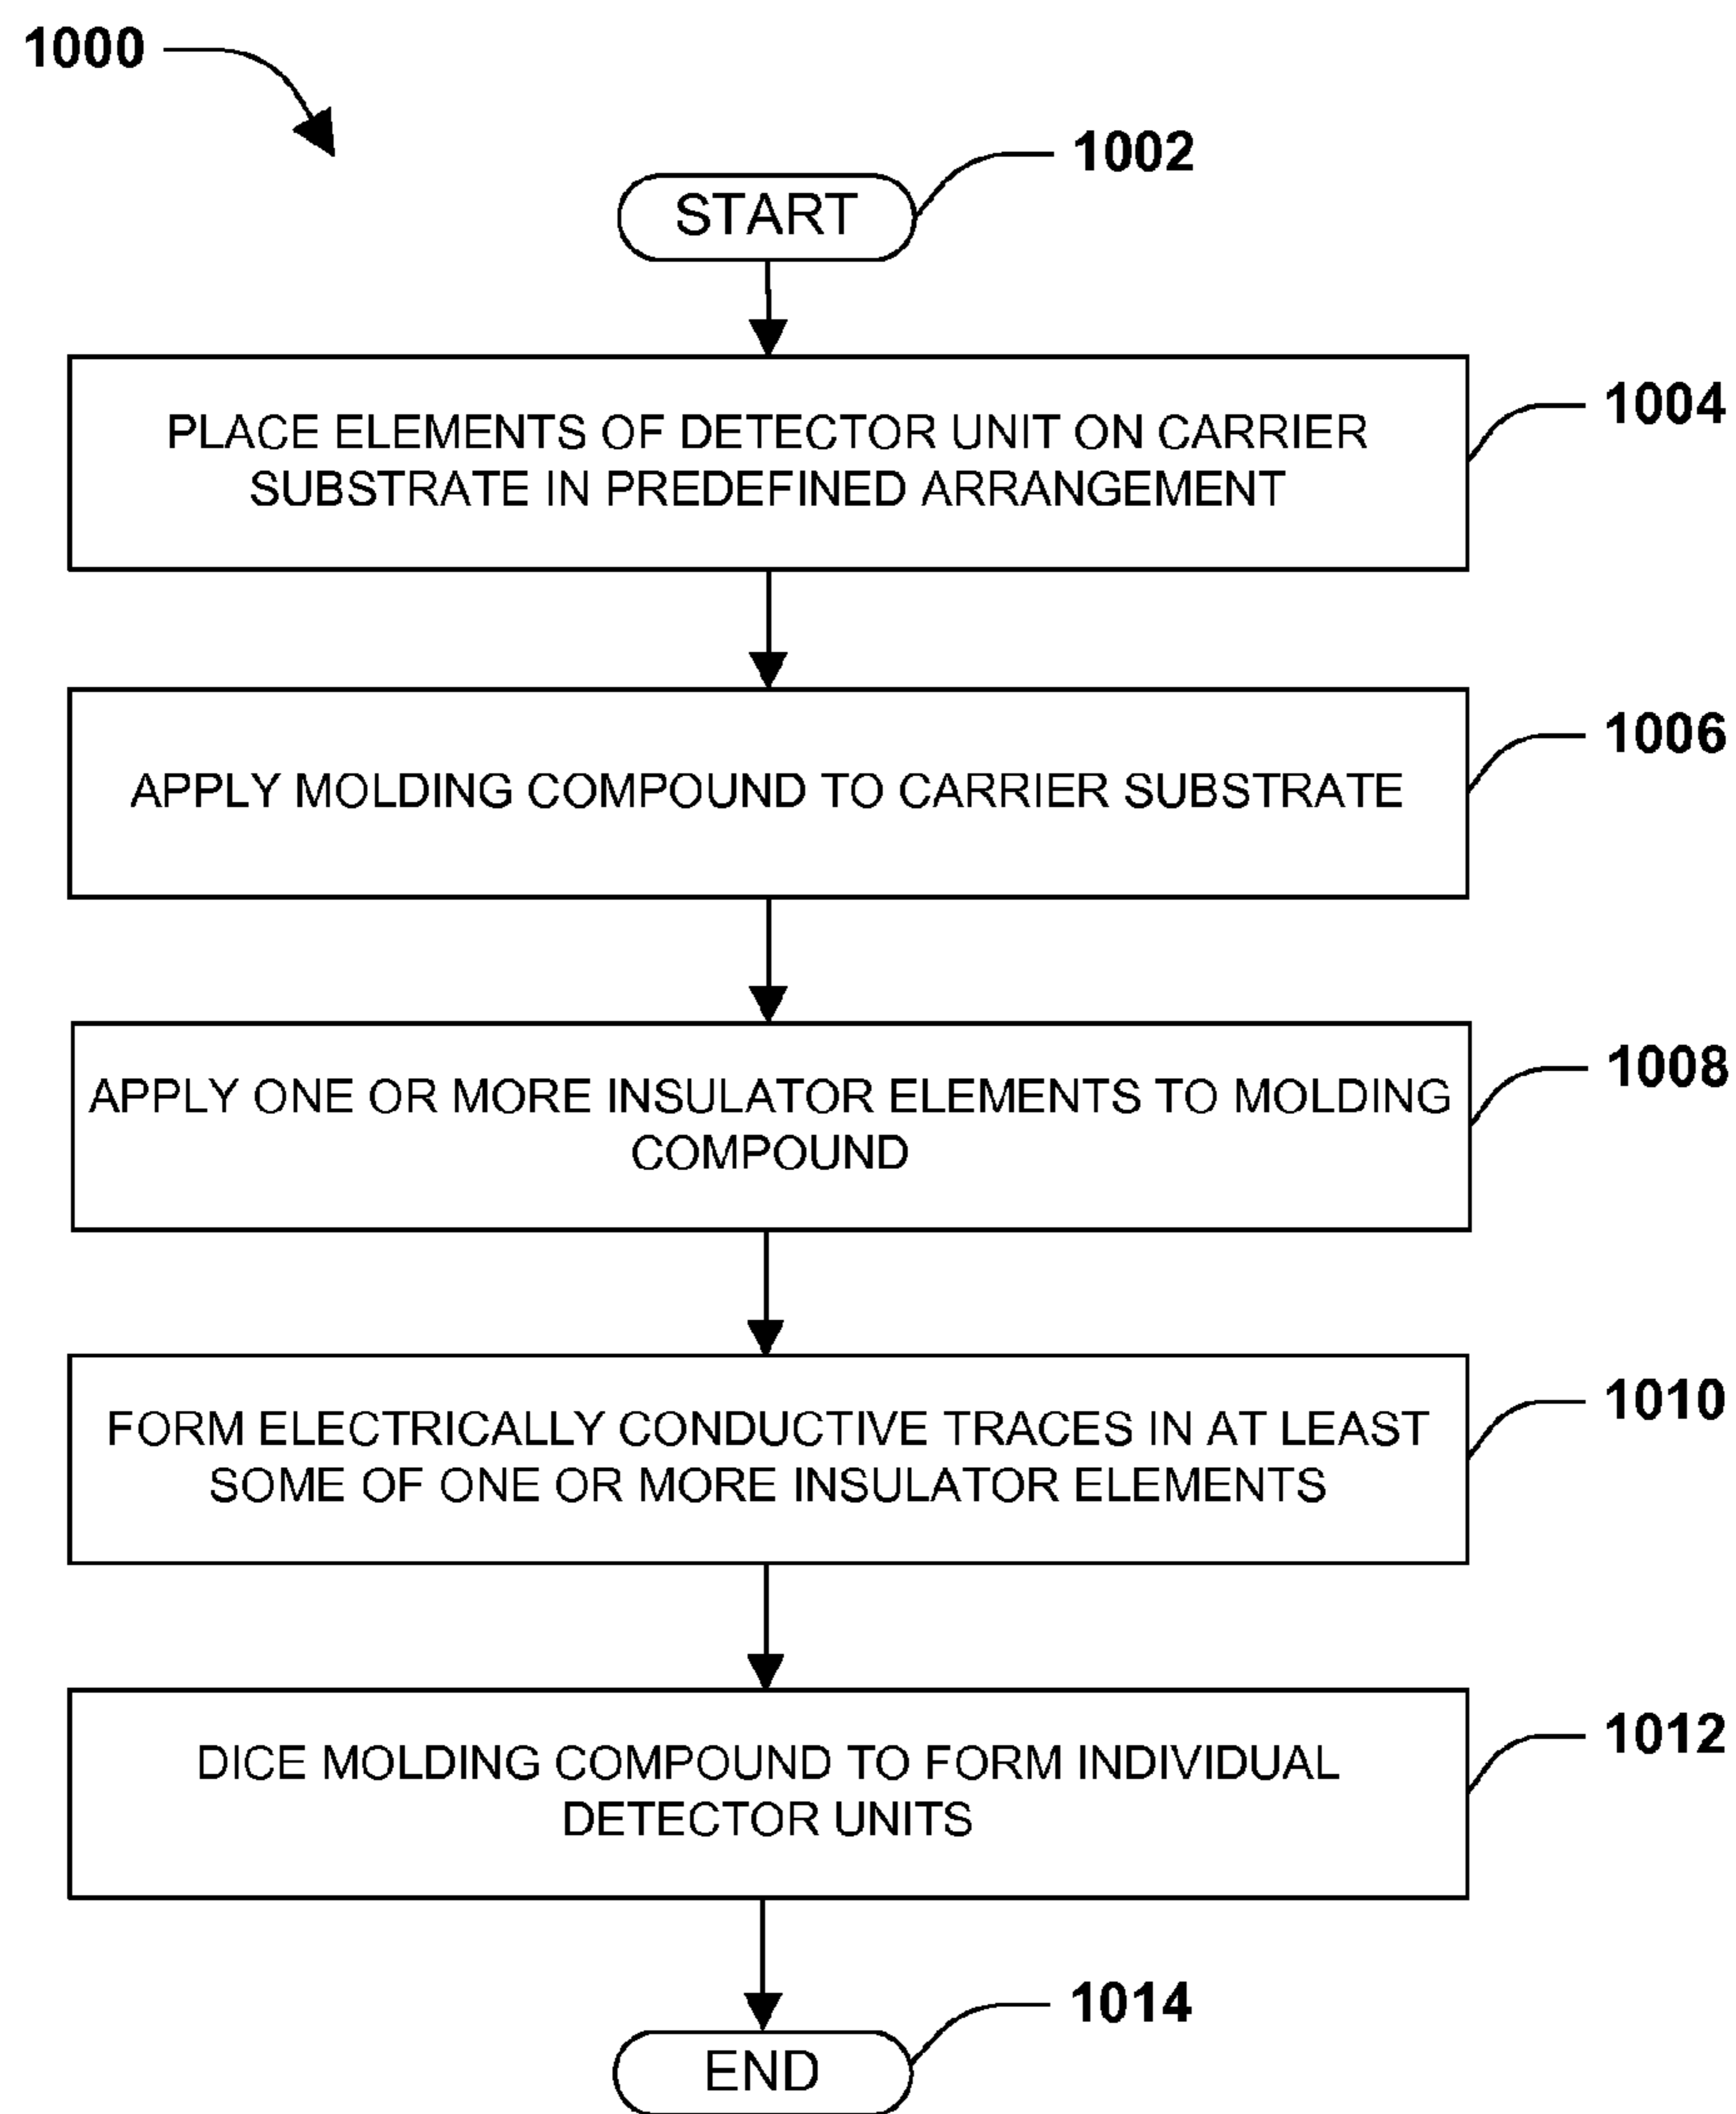 1000
1002
START
1004
PLACE ELEMENTS OF DETECTOR UNIT ON CARRIER
SUBSTRATE IN PREDEFINED ARRANGEMENT
1006
APPLY MOLDING COMPOUND TO CARRIER SUBSTRATE
1008
APPLY ONE OR MORE INSULATOR ELEMENTS TO MOLDING
COMPOUND
1010
FORM ELECTRICALLY CONDUCTIVE TRACES IN AT LEAST
SOME OF ONE OR MORE INSULATOR ELEMENTS
1012
DICE MOLDING COMPOUND TO FORM INDIVIDUAL
DETECTOR UNITS
1014
END